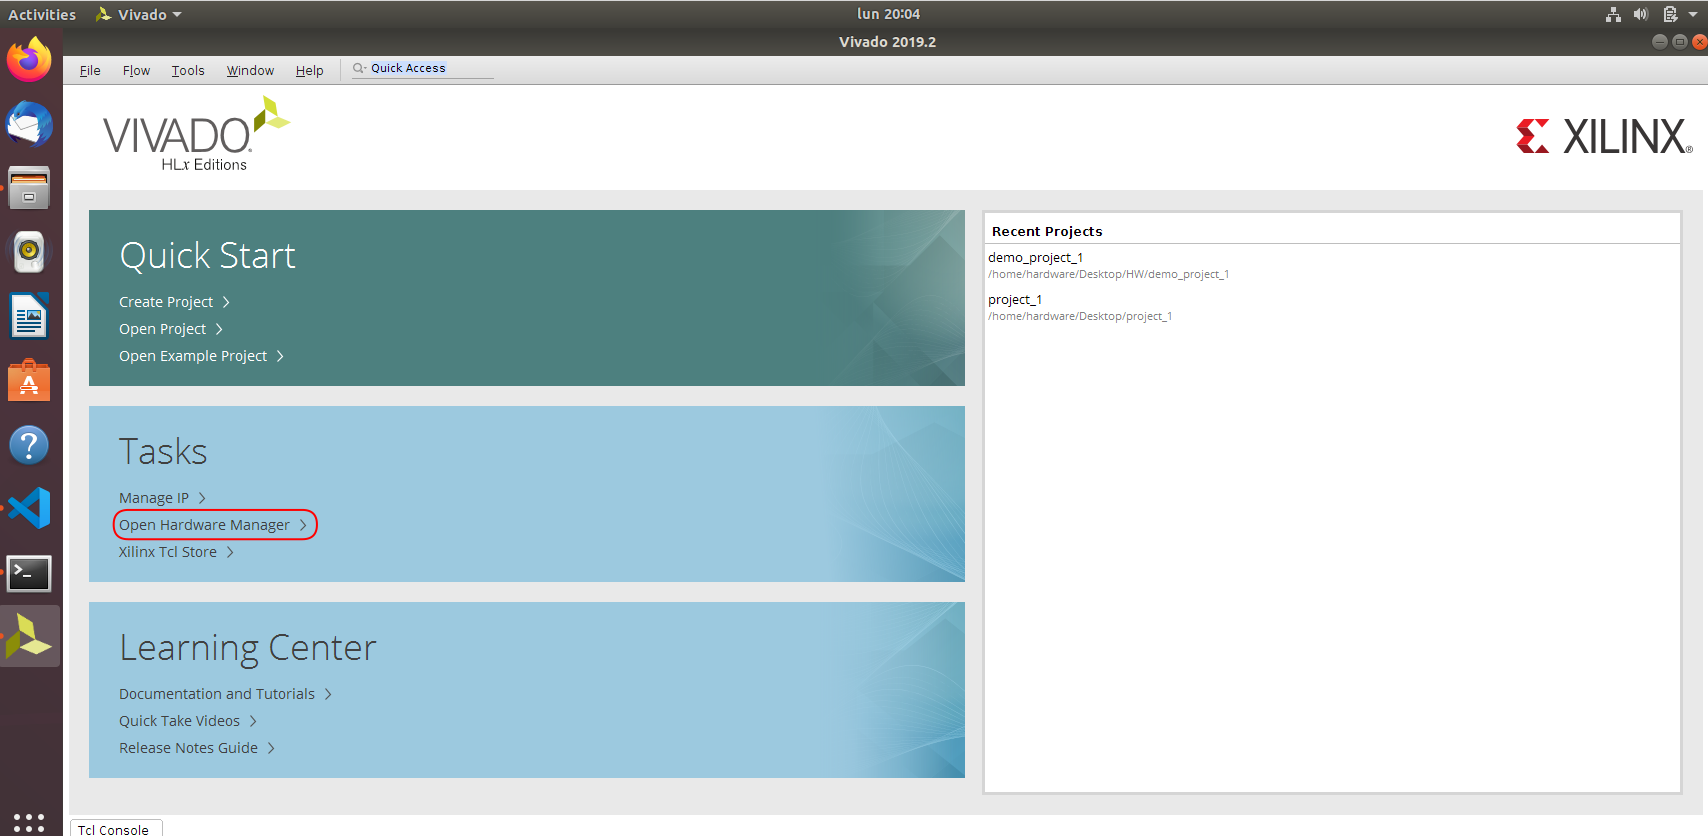 Activities Vivado lun 20:04
Vivado 2019.2
File Flow Tools Window Help Quick Access
VIVADO.
HLx Editions
XILINX®
Quick Start
Create Project
Open Project
Open Example Project
Tasks
Manage IP
Open Hardware Manager
Xilinx Tcl Store
Learning Center
Documentation and Tutorials
Quick Take Videos
Release Notes Guide
Recent Projects
demo_project_1
/home/hardware/Desktop/HW/demo_project_1
project_1
/home/hardware/Desktop/project_1
Tcl Console